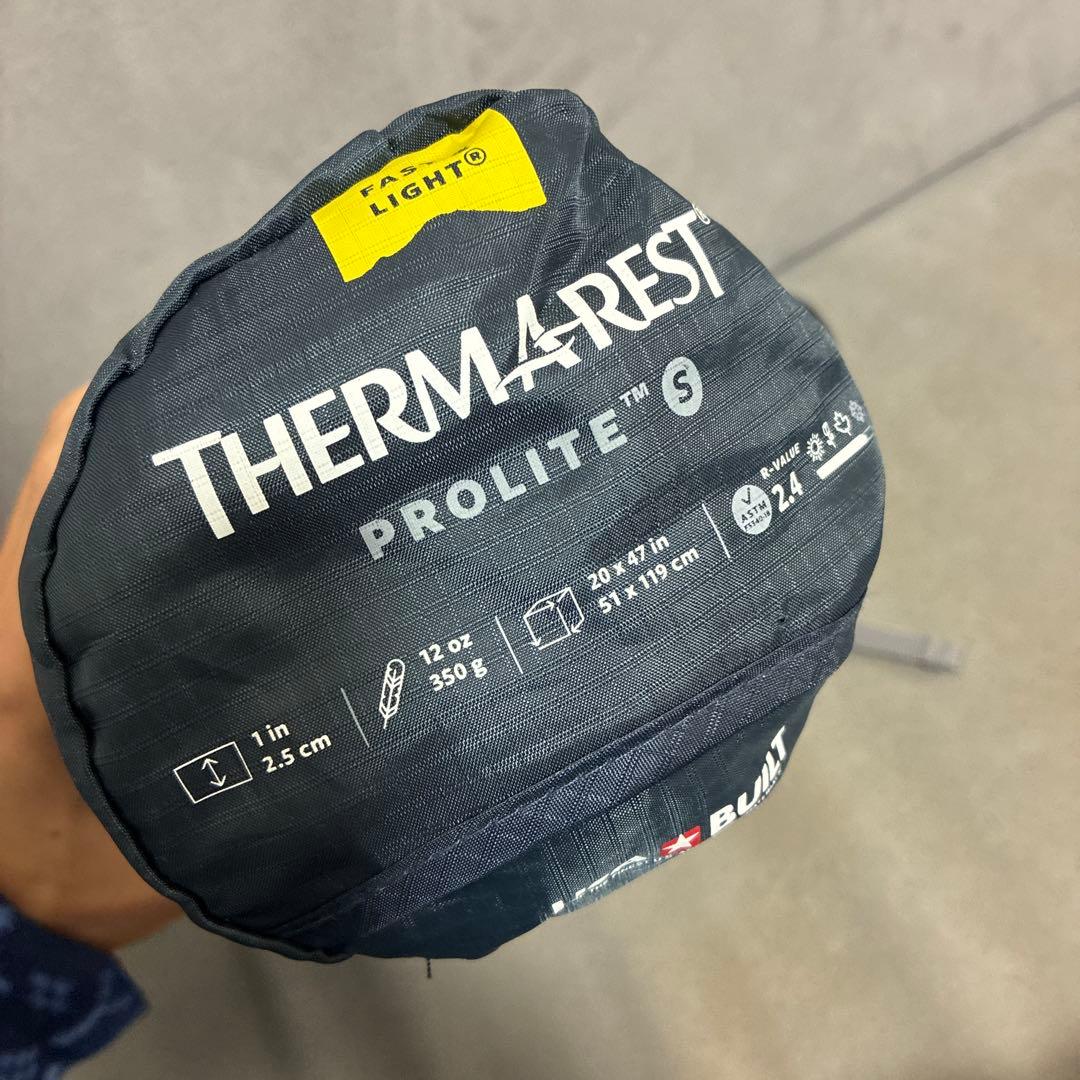 LIGHT®
THERMAREST®
PROLITE™ S
1 in
2.5 cm
12 oz
350 g
20 x 47 in
51 x 119 cm
ASTM
R-VALUE
2.4
BUILT